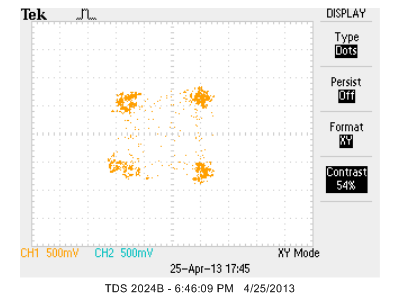 Tek
DISPLAY
Type
Dots
Persist
Off
Format
XY
Contrast
54%
CH1 500mV CH2 500mV XY Mode
25-Apr-13 17:45
TDS 2024B - 6:46:09 PM 4/25/2013